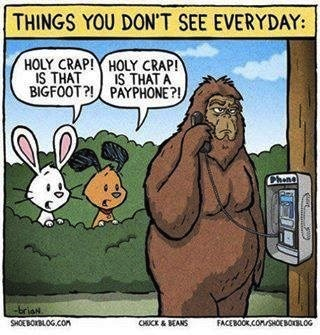 THINGS YOU DON'T SEE EVERYDAY:
HOLY CRAP!
IS THAT
BIGFOOT?!
HOLY CRAP!
IS THAT A
PAYPHONE?!
Phone
-brian
SHOEBOXBLOG.COM
CHUCK & BEANS
FACEBOOK.COM/SHOEBOXBLOG